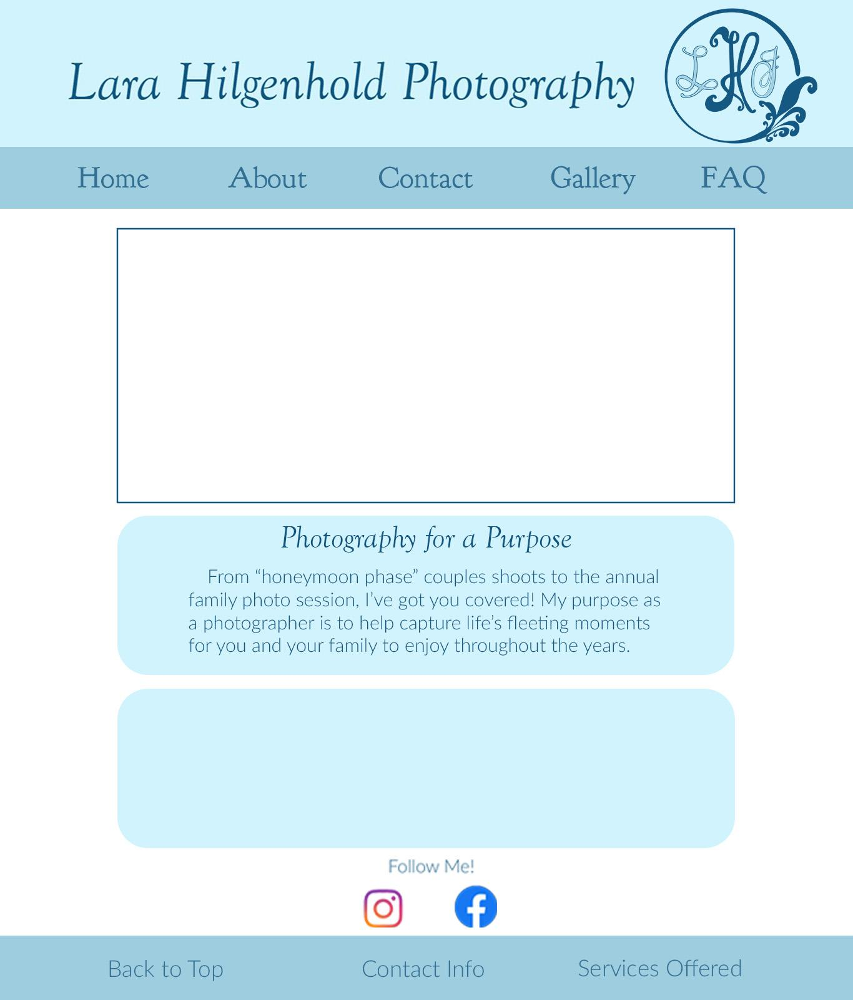 Lara Hilgenhold Photography
LHJ
Home About Contact Gallery FAQ
Photography for a Purpose
From “honeymoon phase” couples shoots to the annual
family photo session, I’ve got you covered! My purpose as
a photographer is to help capture life’s fleeting moments
for you and your family to enjoy throughout the years.
Follow Me!
Back to Top Contact Info Services Offered